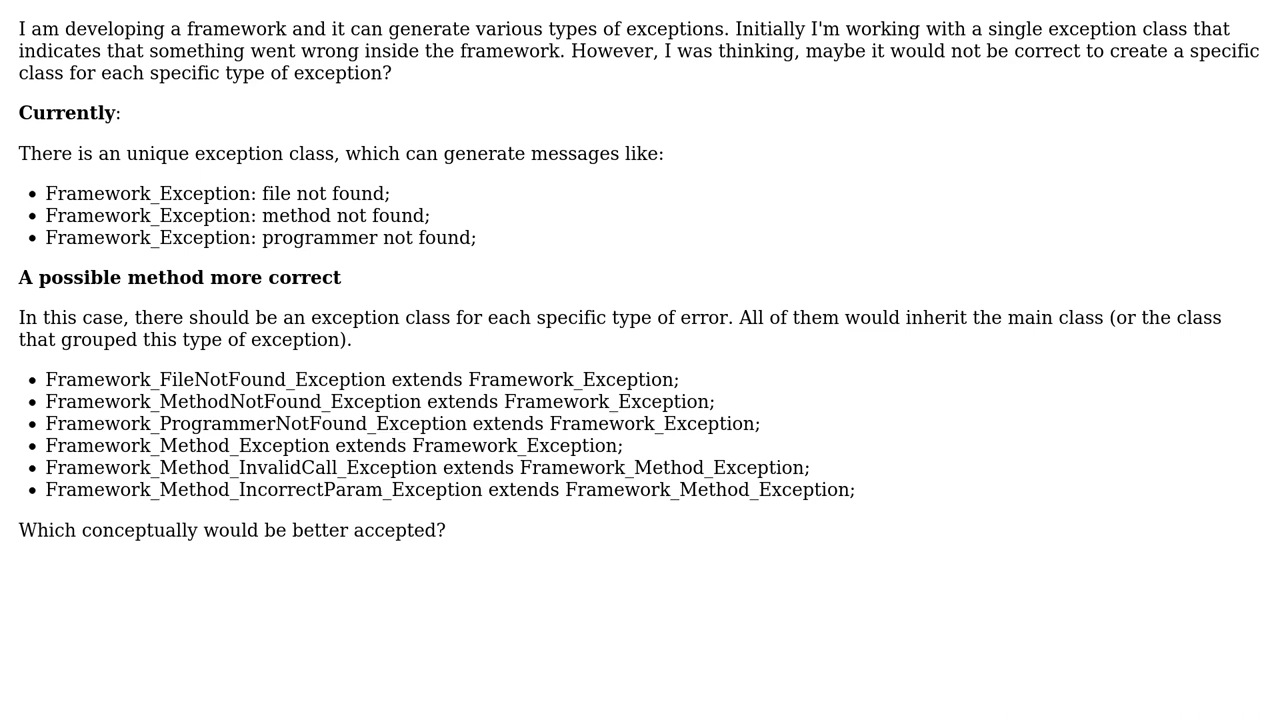 I am developing a framework and it can generate various types of exceptions. Initially I'm working with a single exception class that
indicates that something went wrong inside the framework. However, I was thinking, maybe it would not be correct to create a specific
class for each specific type of exception?
Currently:
There is an unique exception class, which can generate messages like:
• Framework_Exception: file not found;
• Framework_Exception: method not found;
• Framework_Exception: programmer not found;
A possible method more correct
In this case, there should be an exception class for each specific type of error. All of them would inherit the main class (or the class
that grouped this type of exception).
• Framework_FileNotFound_Exception extends Framework_Exception;
• Framework_MethodNotFound_Exception extends Framework_Exception;
• Framework_ProgrammerNotFound_Exception extends Framework_Exception;
• Framework_Method_Exception extends Framework_Exception;
• Framework_Method_InvalidCall_Exception extends Framework_Method_Exception;
• Framework_Method_IncorrectParam_Exception extends Framework_Method_Exception;
Which conceptually would be better accepted?